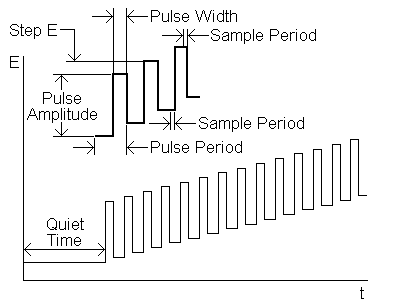 Pulse Width
Step E
Sample Period
E
Pulse
Amplitude
Sample Period
Pulse Period
Quiet
Time
t